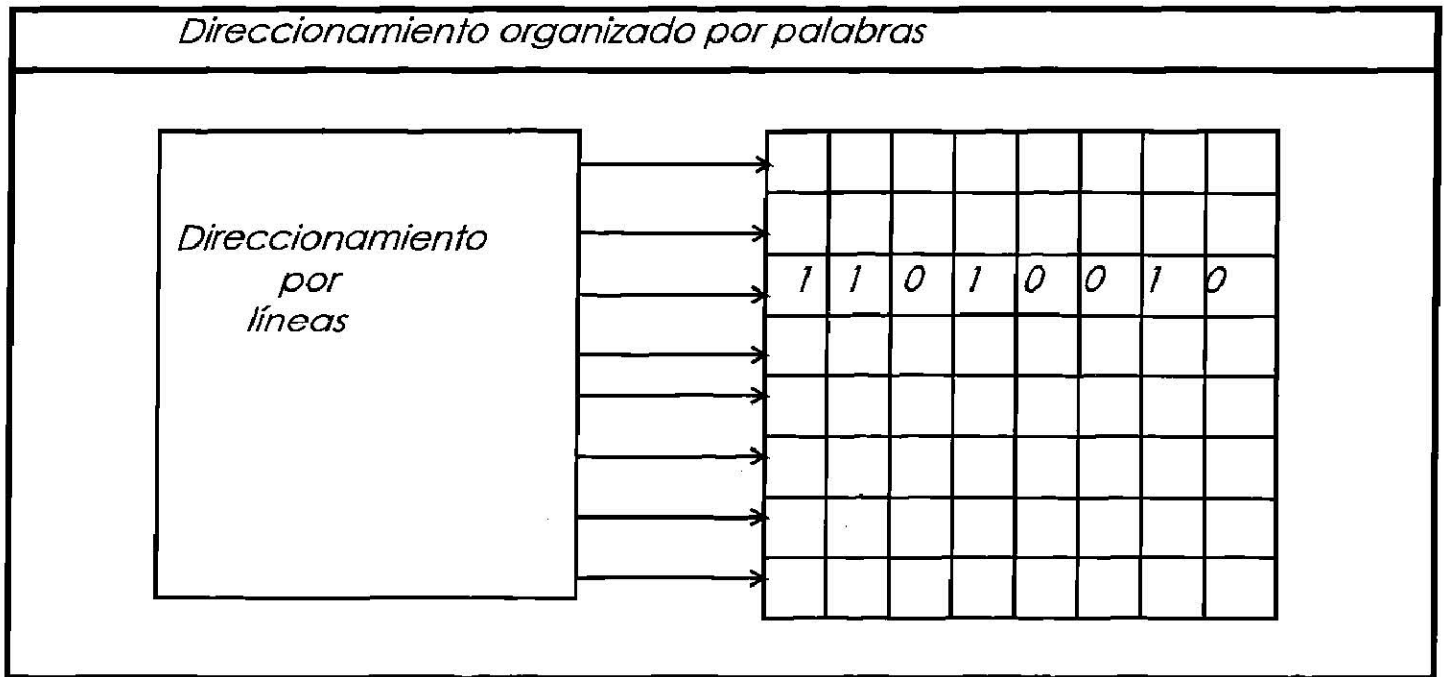 Direccionamiento organizado por palabras
Direccionamiento
por
líneas
1 1 0 1 0 0 1 0